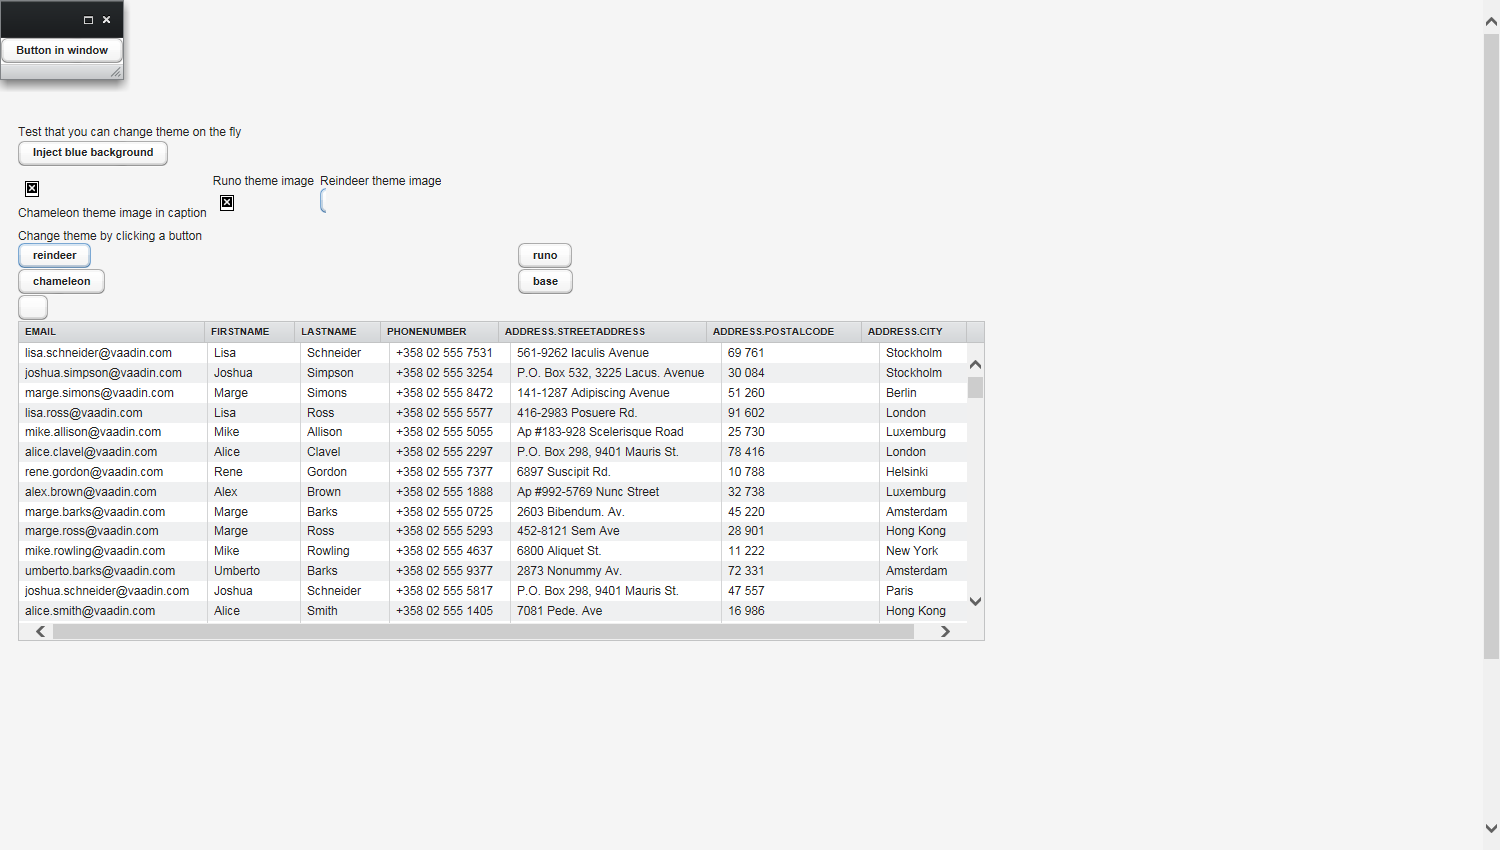 Button in window
Test that you can change theme on the fly
Inject blue background
Runo theme image Reindeer theme image
Chameleon theme image in caption
Change theme by clicking a button
reindeer runo
chameleon base
EMAIL FIRSTNAME LASTNAME PHONENUMBER ADDRESS.STREETADDRESS ADDRESS.POSTALCODE ADDRESS.CITY
lisa.schneider@vaadin.com Lisa Schneider +358 02 555 7531 561-9262 Iaculis Avenue 69 761 Stockholm
joshua.simpson@vaadin.com Joshua Simpson +358 02 555 3254 P.O. Box 532, 3225 Lacus. Avenue 30 084 Stockholm
marge.simons@vaadin.com Marge Simons +358 02 555 8472 141-1287 Adipiscing Avenue 51 260 Berlin
lisa.ross@vaadin.com Lisa Ross +358 02 555 5577 416-2983 Posuere Rd. 91 602 London
mike.allison@vaadin.com Mike Allison +358 02 555 5055 Ap #183-928 Scelerisque Road 25 730 Luxemburg
alice.clavel@vaadin.com Alice Clavel +358 02 555 2297 P.O. Box 298, 9401 Mauris St. 78 416 London
rene.gordon@vaadin.com Rene Gordon +358 02 555 7377 6897 Suscipit Rd. 10 788 Helsinki
alex.brown@vaadin.com Alex Brown +358 02 555 1888 Ap #992-5769 Nunc Street 32 738 Luxemburg
marge.barks@vaadin.com Marge Barks +358 02 555 0725 2603 Bibendum. Av. 45 220 Amsterdam
marge.ross@vaadin.com Marge Ross +358 02 555 5293 452-8121 Sem Ave 28 901 Hong Kong
mike.rowling@vaadin.com Mike Rowling +358 02 555 4637 6800 Aliquet St. 11 222 New York
umberto.barks@vaadin.com Umberto Barks +358 02 555 9377 2873 Nonummy Av. 72 331 Amsterdam
joshua.schneider@vaadin.com Joshua Schneider +358 02 555 5817 P.O. Box 298, 9401 Mauris St. 47 557 Paris
alice.smith@vaadin.com Alice Smith +358 02 555 1405 7081 Pede. Ave 16 986 Hong Kong